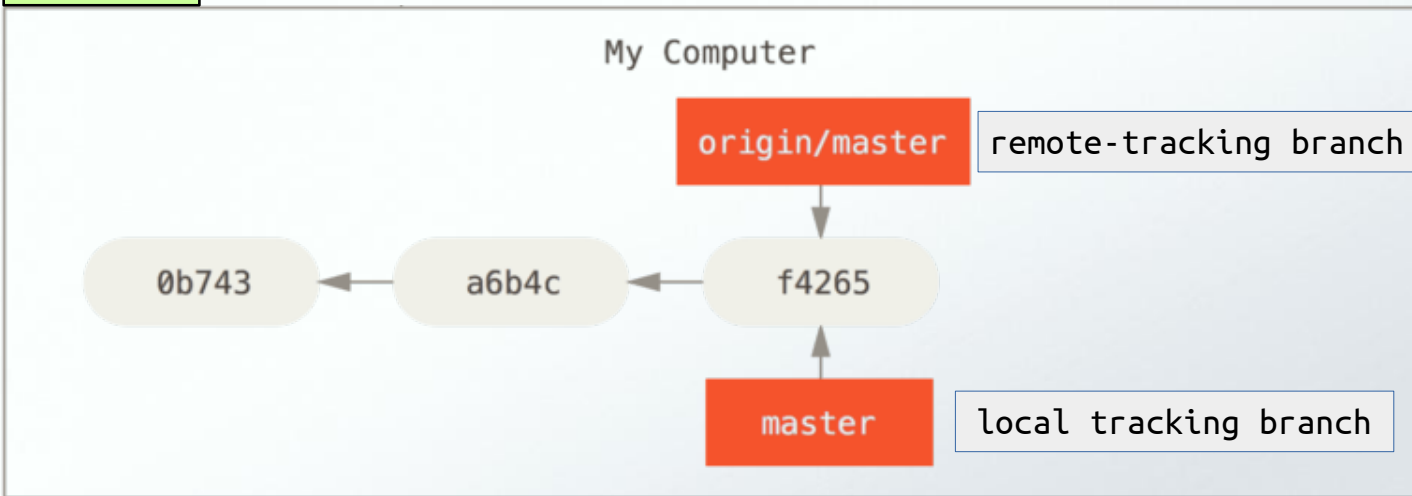 My Computer
origin/master
remote-tracking branch
0b743
a6b4c
f4265
master
local tracking branch